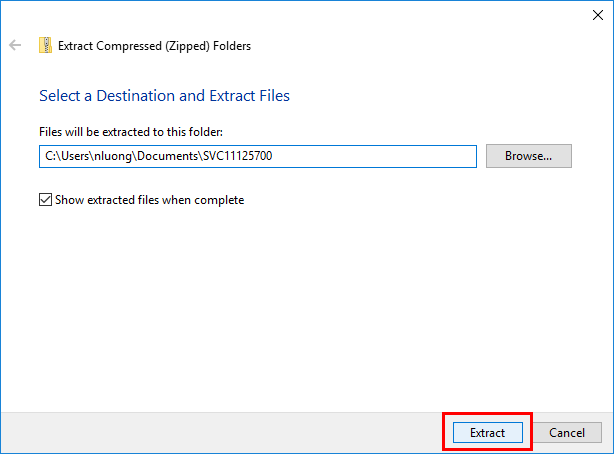 Extract Compressed (Zipped) Folders
Select a Destination and Extract Files
Files will be extracted to this folder:
C:\Users\nluong\Documents\SVC11125700
Browse...
Show extracted files when complete
Extract
Cancel